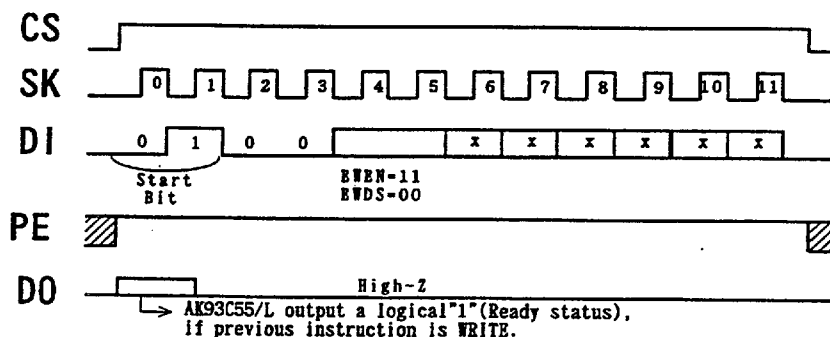 CS
SK 0 1 2 3 4 5 6 7 8 9 10 11
DI 0 1 0 0 x x x x x x
Start
Bit
EWEN=11
EWDS=00
PE
DO High-Z
AK93C55/L output a logical"1"(Ready status),
if previous instruction is WRITE.